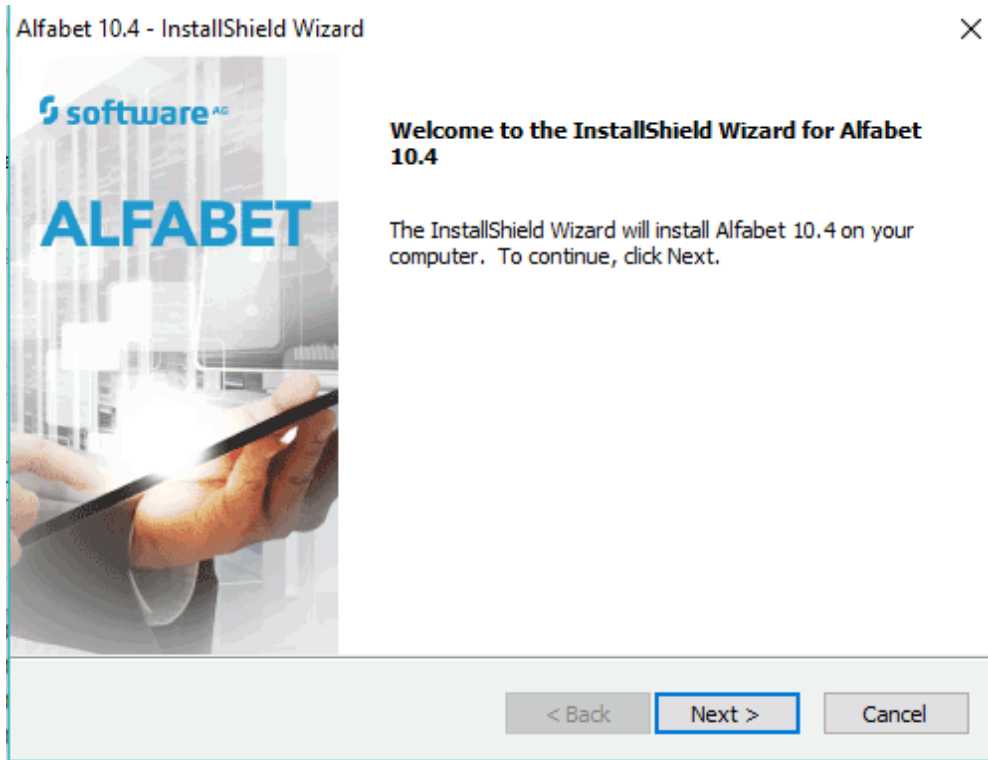 Alfabet 10.4 - InstallShield Wizard
software AG
ALFABET
Welcome to the InstallShield Wizard for Alfabet
10.4
The InstallShield Wizard will install Alfabet 10.4 on your
computer. To continue, click Next.
< Back Next > Cancel